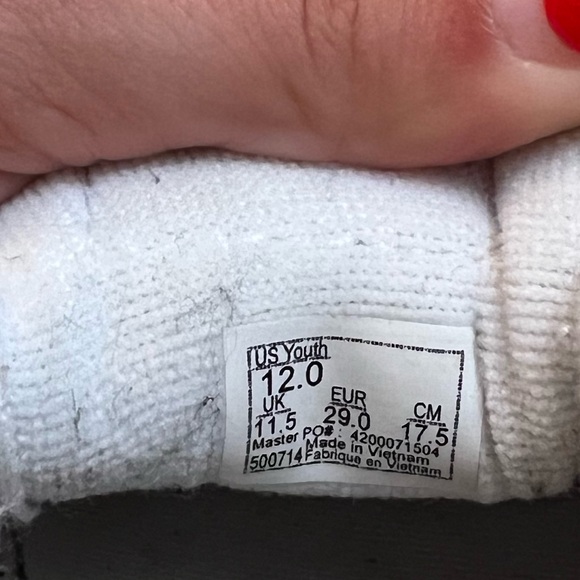 US Youth
12.0
UK EUR CM
11.5 29.0 17.5
Master PO# : 4200071504
500714 Made in Vietnam
Fabrique en Vietnam